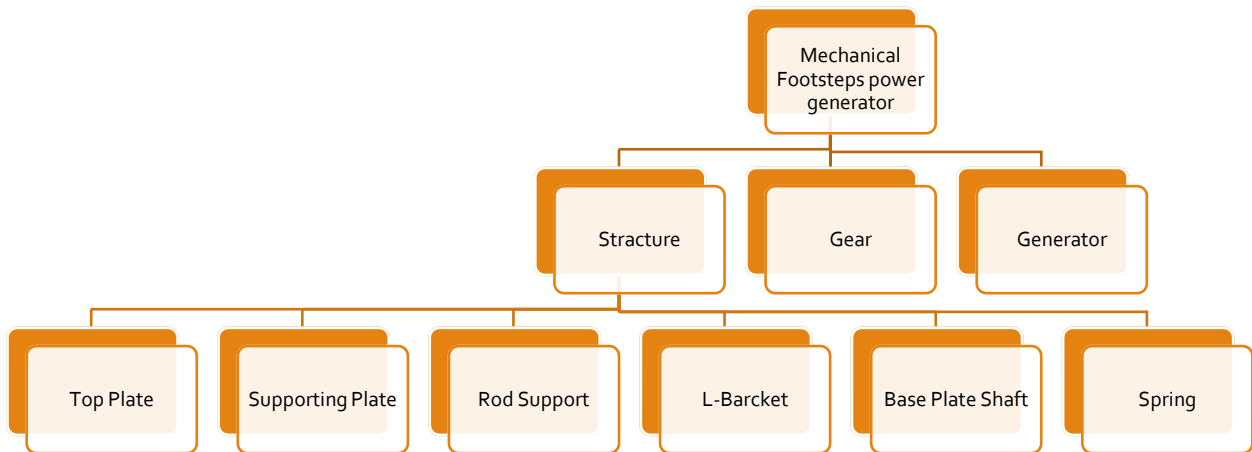 Mechanical
Footsteps power
generator
Stracture
Gear
Generator
Top Plate
Supporting Plate
Rod Support
L-Barcket
Base Plate Shaft
Spring